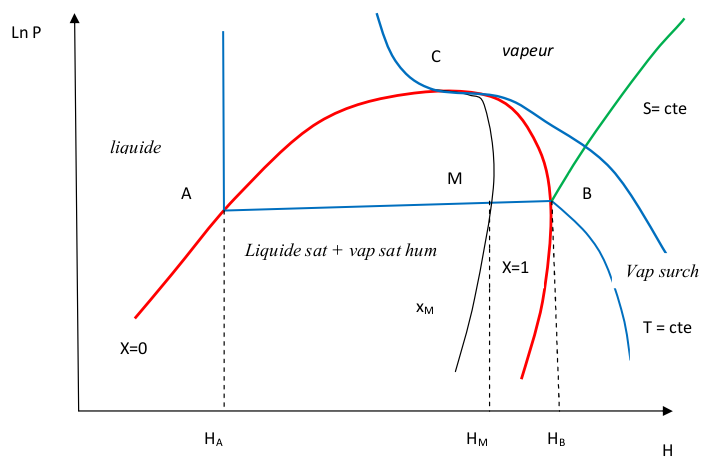 Ln P
C
vapeur
S= cte
liquide
A
M
B
Liquide sat + vap sat hum
X=1
Vap surch
xM
T = cte
X=0
HA
HM
HB
H